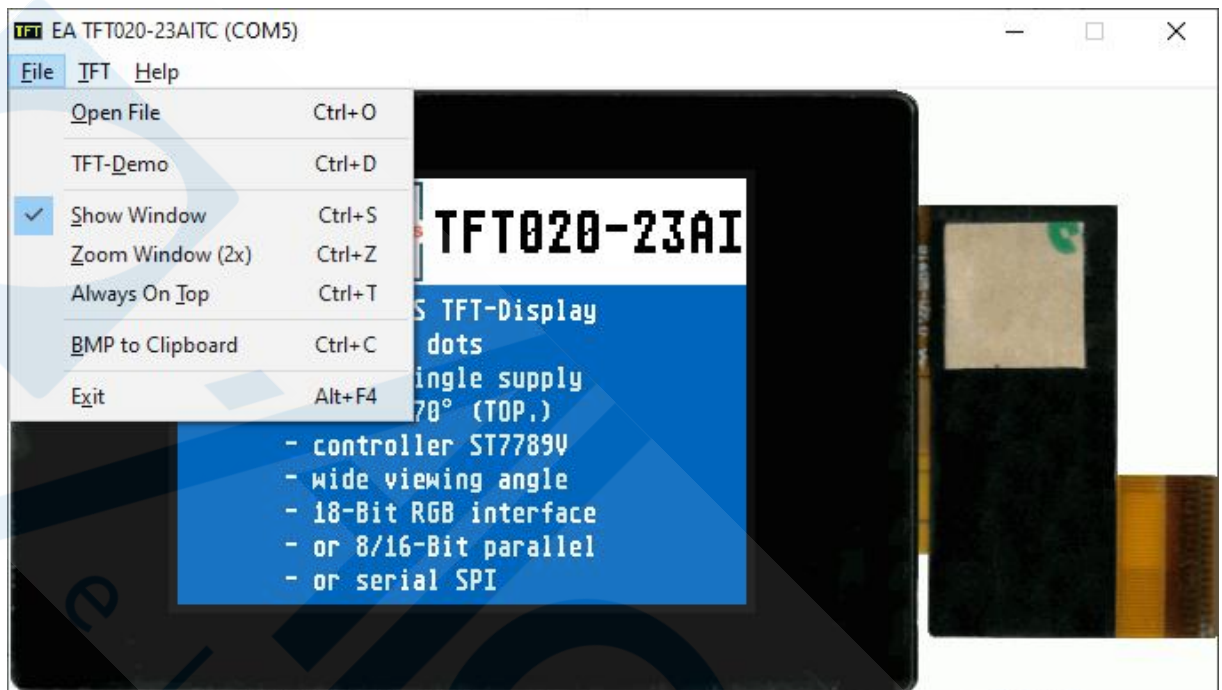 TFT EA TFT020-23AITC (COM5)
File TFT Help
Open File Ctrl+O
TFT-Demo Ctrl+D
Show Window Ctrl+S
Zoom Window (2x) Ctrl+Z
Always On Top Ctrl+T
BMP to Clipboard Ctrl+C
Exit Alt+F4
TFT020-23AI
S TFT-Display
dots
ingle supply
70° (TOP.)
- controller ST7789V
- wide viewing angle
- 18-Bit RGB interface
- or 8/16-Bit parallel
- or serial SPI